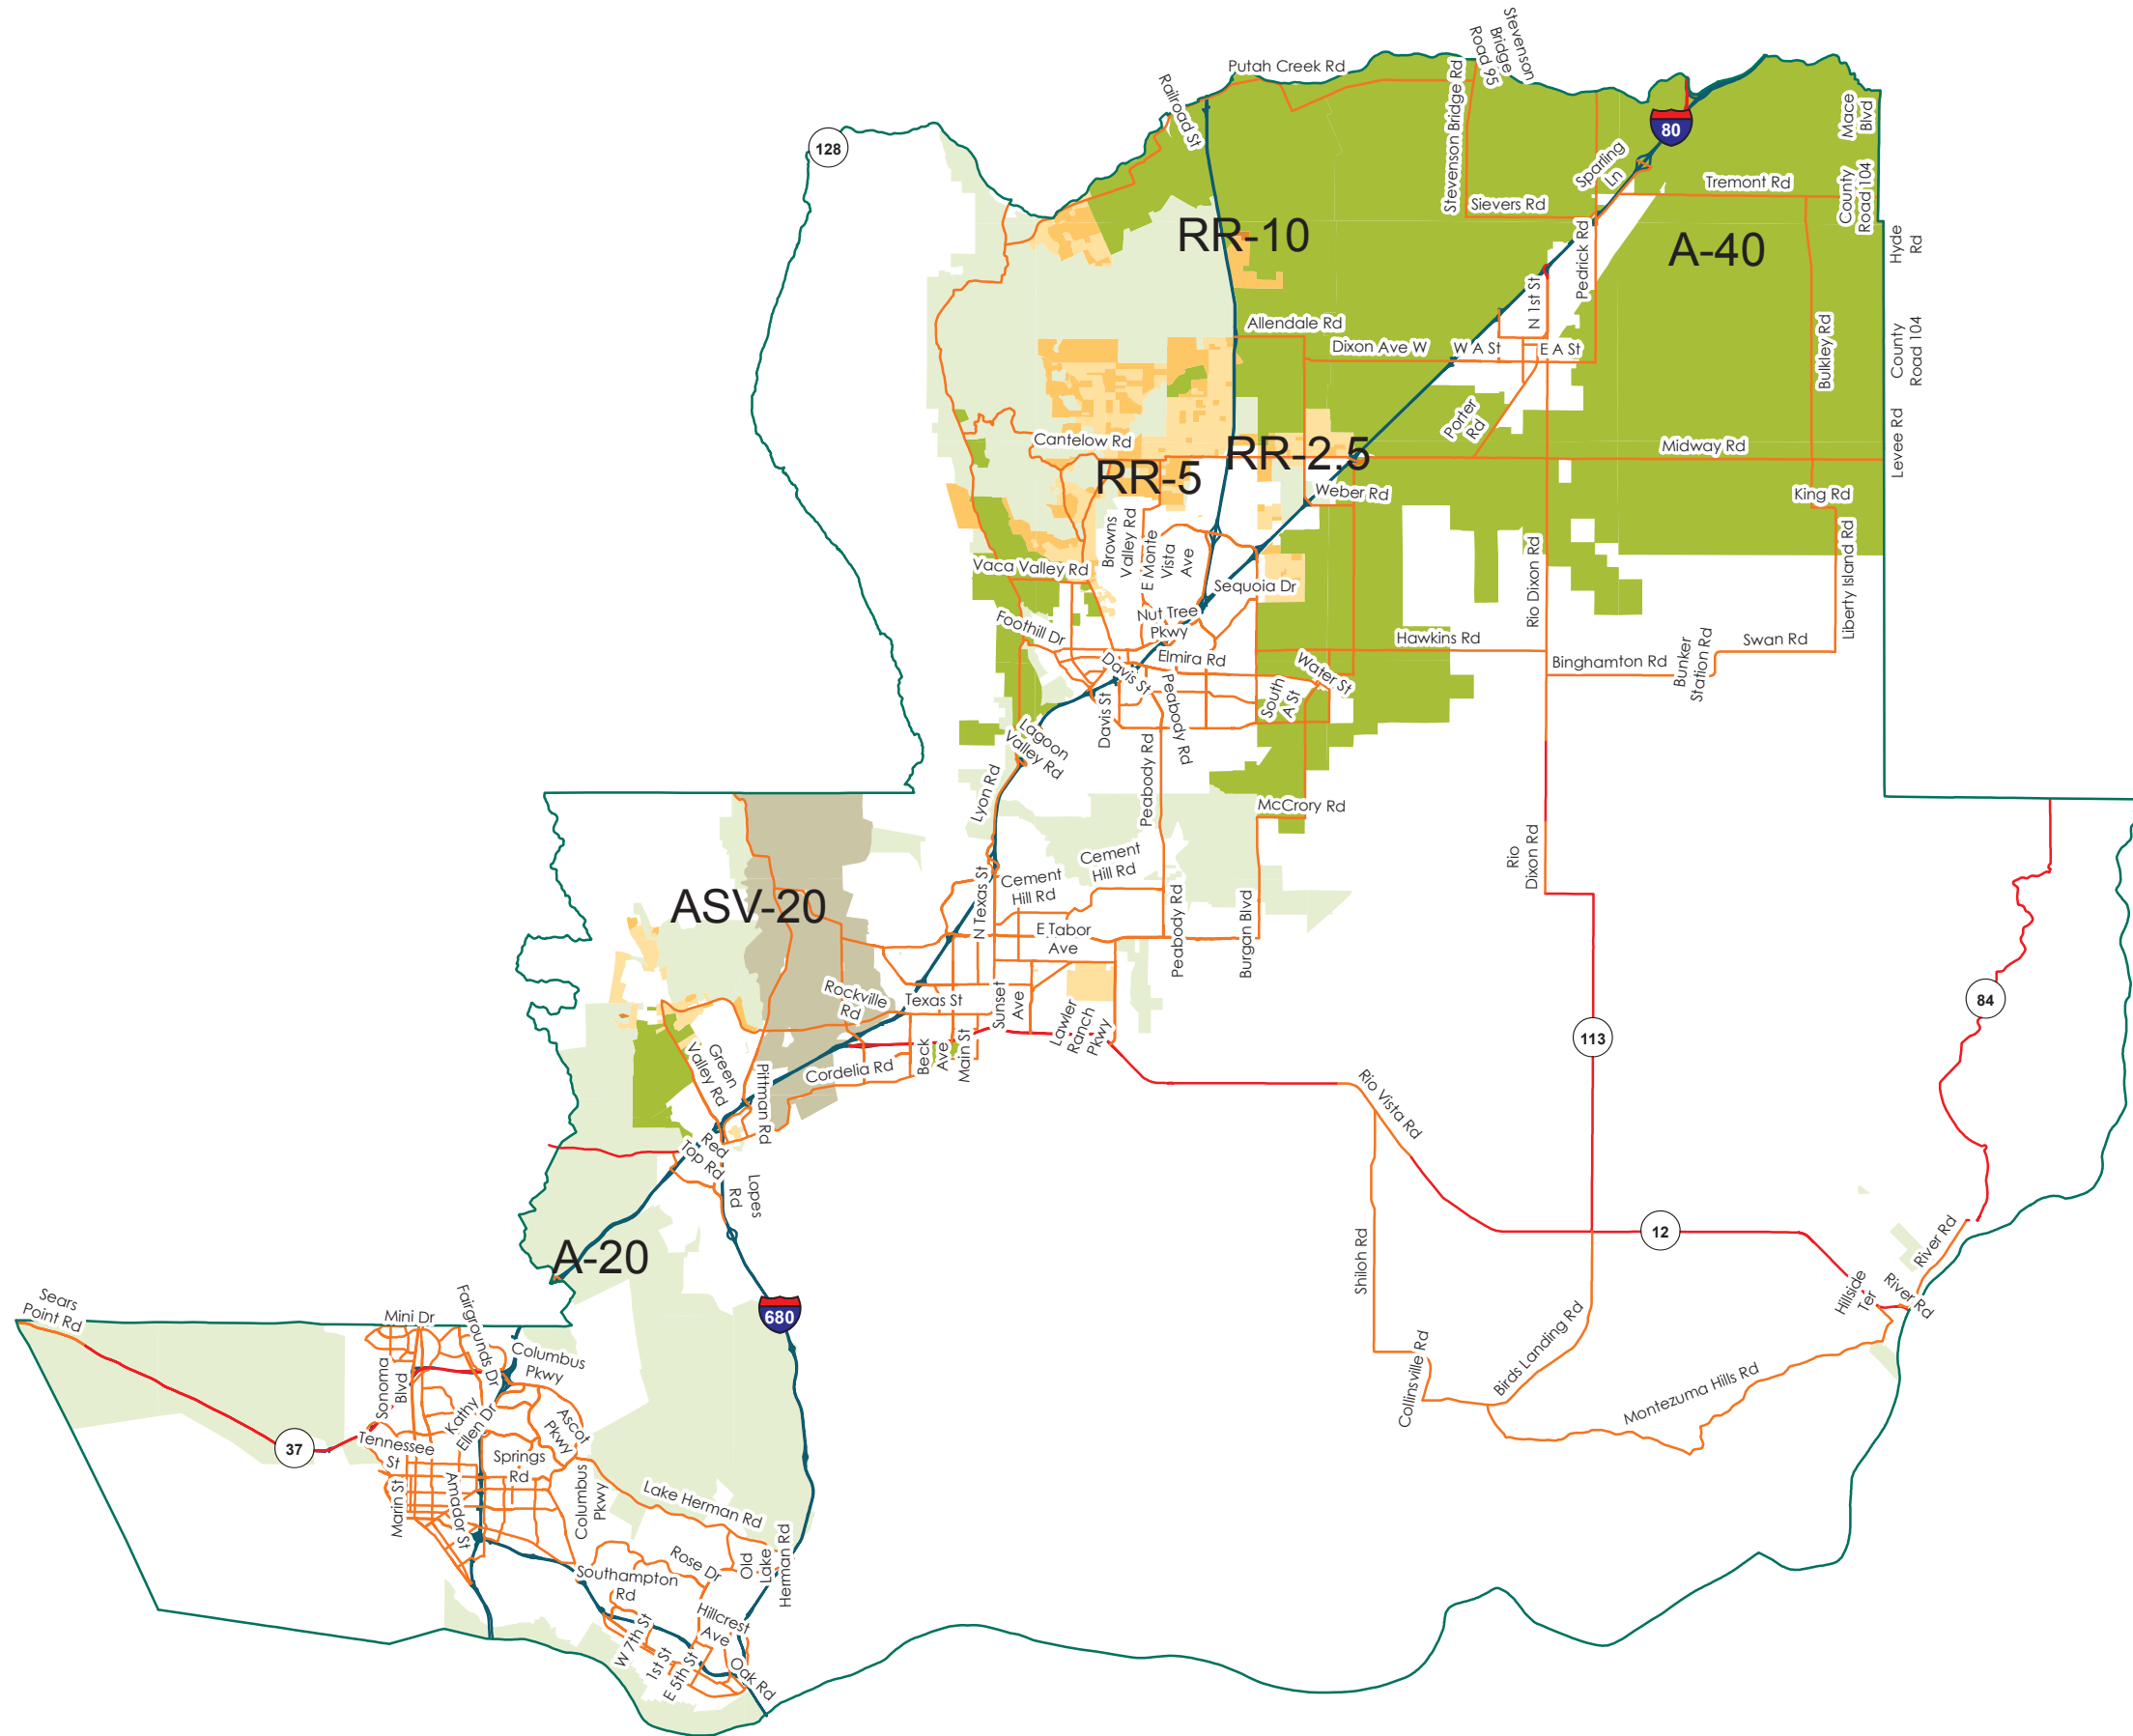 Stevenson
Bridge
Road 95
Putah Creek Rd
Railroad St
Stevenson Bridge Rd
Mace
Blvd
80
128
Sparling
Ln
Tremont Rd
County
Road 104
Sievers Rd
RR-10
A-40
Pedrick Rd
Hyde
Rd
N 1st St
Allendale Rd
Dixon Ave W
W A St
E A St
Bulkley Rd
County
Road 104
Porter
Rd
Cantelow Rd
RR-2.5
RR-5
Midway Rd
Levee Rd
Weber Rd
King Rd
Browns
Valley Rd
E Monte
Vista
Ave
Vaca Valley Rd
Sequoia Dr
Rio Dixon Rd
Liberty Island Rd
Nut Tree
Pkwy
Foothill Dr
Hawkins Rd
Swan Rd
Elmira Rd
Binghamton Rd
Bunker
Station Rd
Davis St
Water St
South
A St
Davis St
Peabody Rd
Lagoon
Valley Rd
Peabody Rd
Lyon Rd
McCrory Rd
Cement
Hill Rd
Rio
Dixon Rd
Cement
Hill Rd
ASV-20
N Texas St
E Tabor
Ave
Peabody Rd
Burgan Blvd
84
Rockville
Rd
Texas St
Sunset
Ave
Lawler
Ranch
Pkwy
113
Green
Valley Rd
Cordelia Rd
Beck
Ave
Main St
Pittman Rd
Rio Vista Rd
Red
Top Rd
Lopes
Rd
12
A-20
Shiloh Rd
River Rd
Hillside
Ter
River Rd
680
Sears
Point Rd
Mini Dr
Fairgrounds Dr
Columbus
Pkwy
Sonoma
Blvd
Collinsville Rd
Birds Landing Rd
Montezuma Hills Rd
Kathy
Ellen Dr
Ascot
Pkwy
37
Tennessee
St
Springs
Rd
Marin St
Amador St
Columbus
Pkwy
Lake Herman Rd
Rose Dr
Old
Lake
Herman Rd
Southampton
Rd
Hillcrest
Ave
W 7th St
1st St
E 5th St
Oak Rd